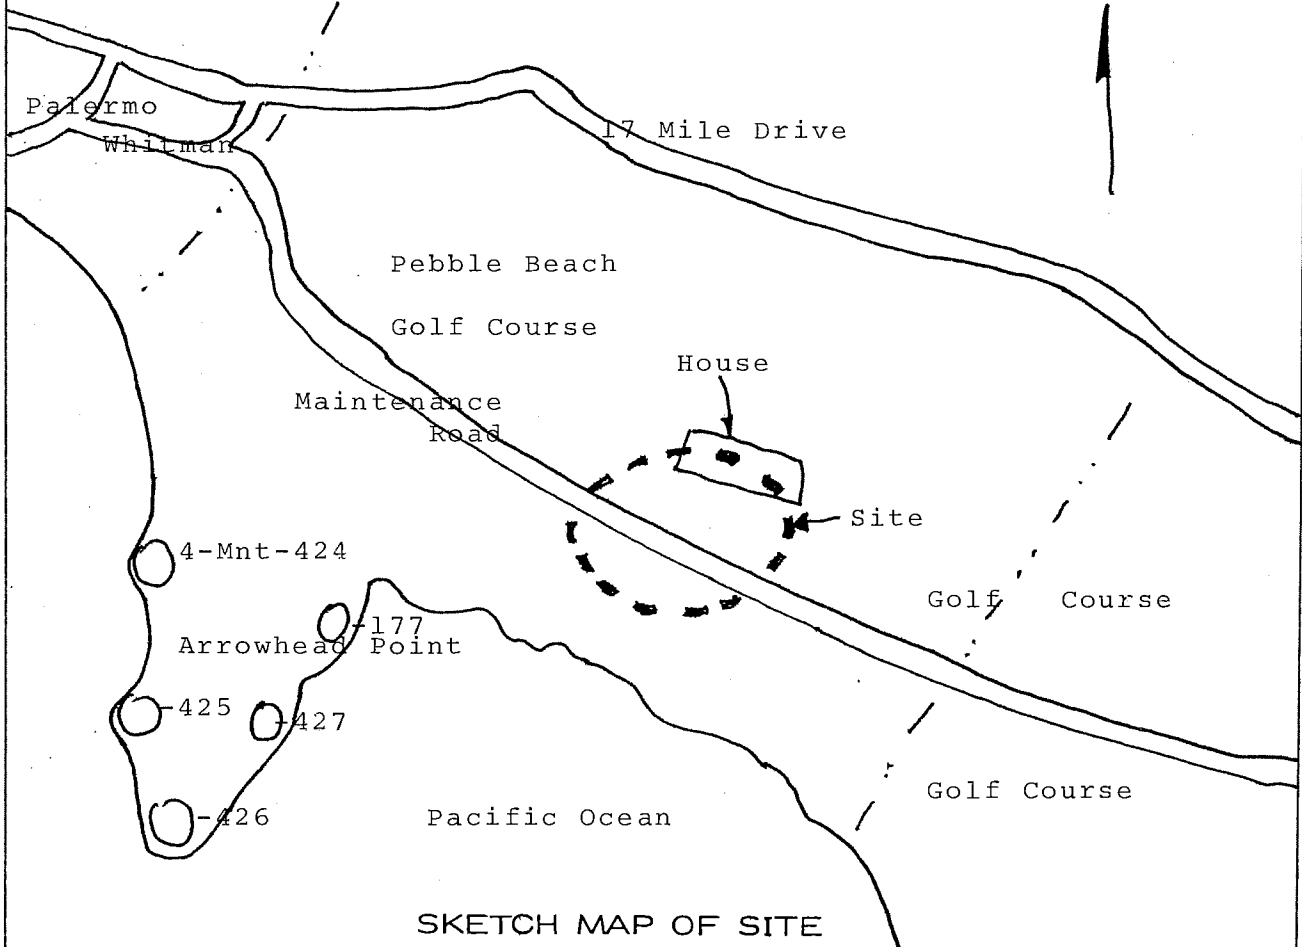 Palermo
17 Mile Drive
Whitman
Pebble Beach
Golf Course
House
Maintenance
Road
Site
4-Mnt-424
Golf Course
-177
Arrowhead Point
-425
-427
Golf Course
-426
Pacific Ocean
SKETCH MAP OF SITE